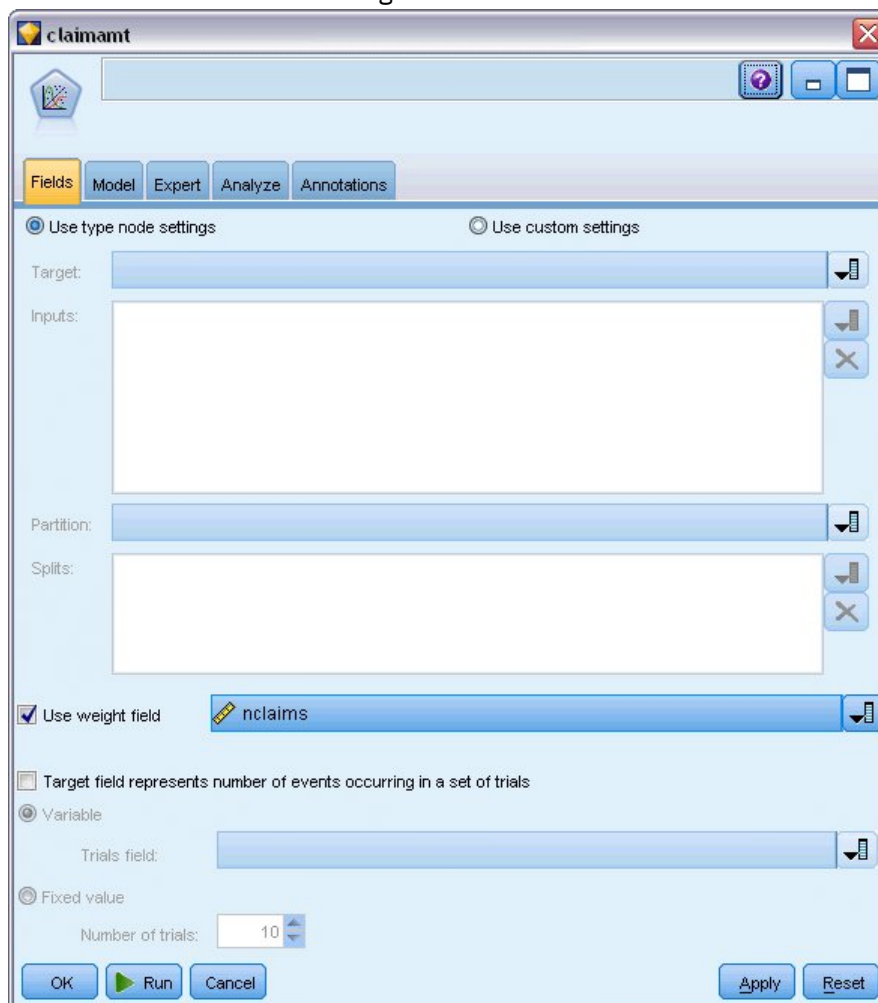 claimamt
Fields Model Expert Analyze Annotations
Use type node settings Use custom settings
Target:
Inputs:
Partition:
Splits:
Use weight field nclaims
Target field represents number of events occurring in a set of trials
Variable
Trials field:
Fixed value
Number of trials: 10
OK Run Cancel Apply Reset